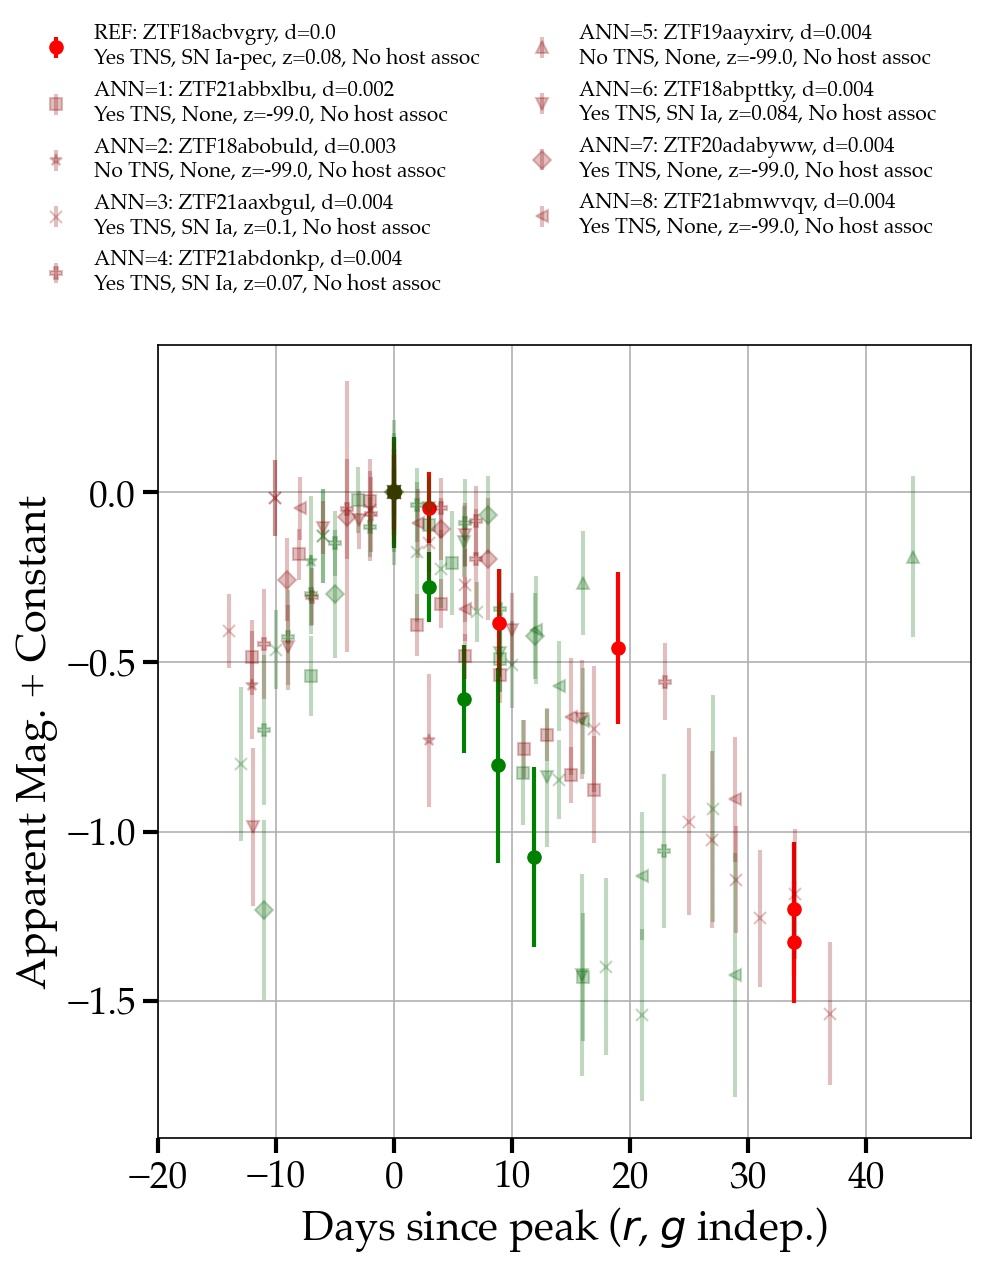 REF: ZTF18acbvgry, d=0.0
Yes TNS, SN Ia-pec, z=0.08, No host assoc
ANN=1: ZTF21abbxlbu, d=0.002
Yes TNS, None, z=-99.0, No host assoc
ANN=2: ZTF18abobuld, d=0.003
No TNS, None, z=-99.0, No host assoc
ANN=3: ZTF21aaxbgul, d=0.004
Yes TNS, SN Ia, z=0.1, No host assoc
ANN=4: ZTF21abdonkp, d=0.004
Yes TNS, SN Ia, z=0.07, No host assoc
ANN=5: ZTF19aayxirv, d=0.004
No TNS, None, z=-99.0, No host assoc
ANN=6: ZTF18abpttky, d=0.004
Yes TNS, SN Ia, z=0.084, No host assoc
ANN=7: ZTF20adabyww, d=0.004
Yes TNS, None, z=-99.0, No host assoc
ANN=8: ZTF21abmwvqv, d=0.004
Yes TNS, None, z=-99.0, No host assoc
Apparent Mag. + Constant
0.0
−0.5
−1.0
−1.5
−20 −10 0 10 20 30 40
Days since peak (r, g indep.)